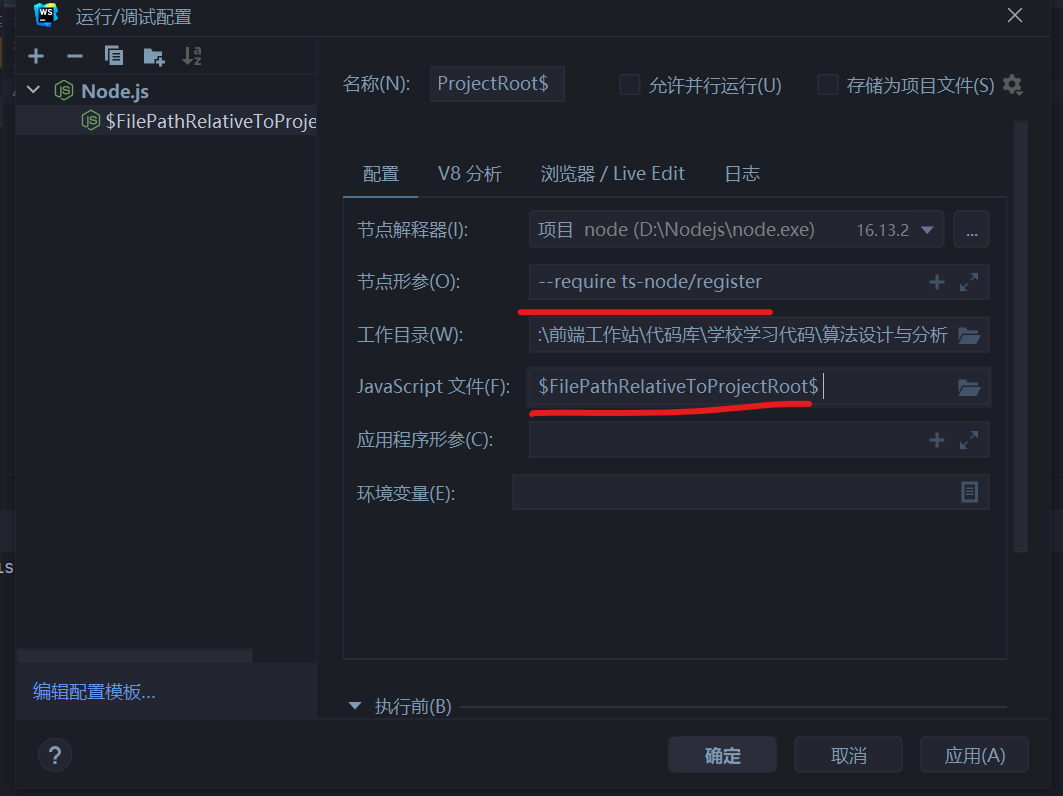 WS 运行/调试配置
Node.js
$FilePathRelativeToProje
编辑配置模板...
?
名称(N): ProjectRoot$ 允许并行运行(U) 存储为项目文件(S)
配置 V8 分析 浏览器 / Live Edit 日志
节点解释器(I): 项目 node (D:\Nodejs\node.exe) 16.13.2 ...
节点形参(O): --require ts-node/register
工作目录(W): :\前端工作站\代码库\学校学习代码\算法设计与分析
JavaScript 文件(F): $FilePathRelativeToProjectRoot$
应用程序形参(C):
环境变量(E):
执行前(B)
确定 取消 应用(A)